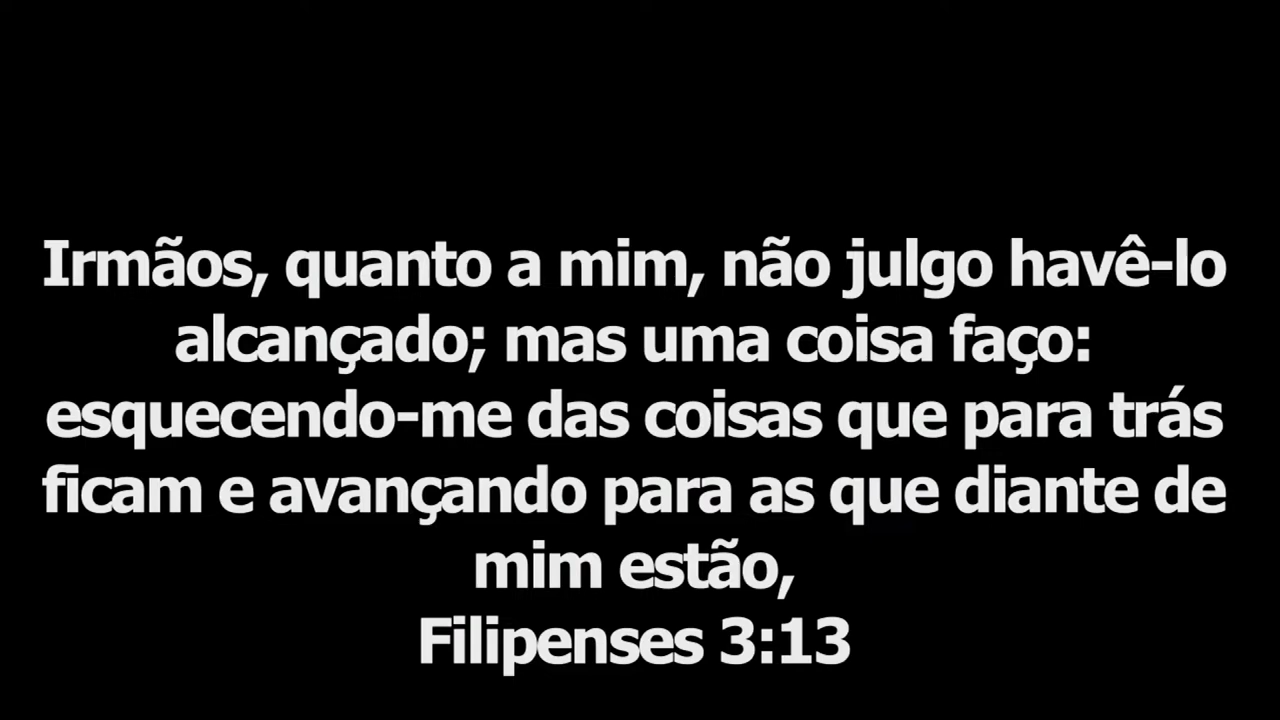 Irmãos, quanto a mim, não julgo havê-lo
alcançado; mas uma coisa faço:
esquecendo-me das coisas que para trás
ficam e avançando para as que diante de
mim estão,
Filipenses 3:13